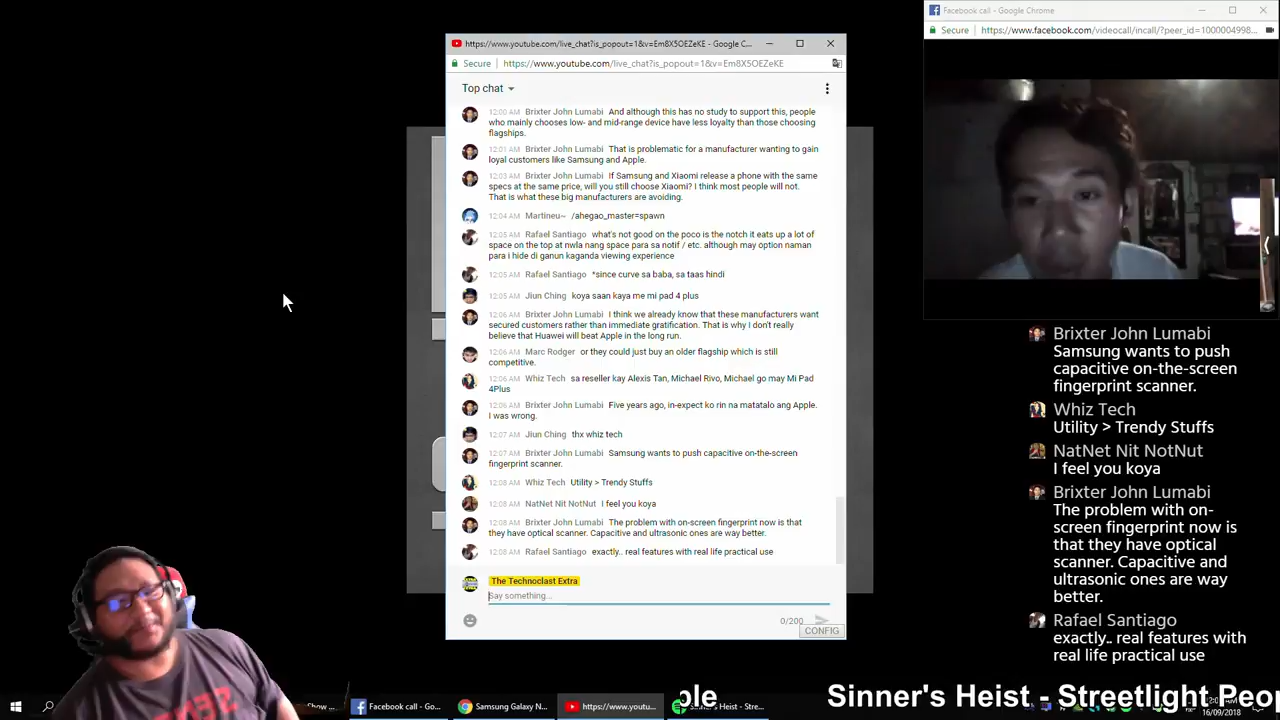 https://www.youtube.com/live_chat?is_popout=1&v=Em8X5OEZeKE - Google C...
Secure https://www.youtube.com/live_chat?is_popout=1&v=Em8X5OEZeKE
Top chat
12:00 AM Brixter John Lumabi And although this has no study to support this, people
who mainly chooses low- and mid-range device have less loyalty than those choosing
flagships.
12:01 AM Brixter John Lumabi That is problematic for a manufacturer wanting to gain
loyal customers like Samsung and Apple.
12:03 AM Brixter John Lumabi If Samsung and Xiaomi release a phone with the same
specs at the same price, will you still choose Xiaomi? I think most people will not.
That is what these big manufacturers are avoiding.
12:04 AM Martineu~ /ahegao_master=spawn
12:05 AM Rafael Santiago what's not good on the poco is the notch it eats up a lot of
space on the top at nwla nang space para sa notif / etc. although may option naman
para i hide di ganun kaganda viewing experience
12:05 AM Rafael Santiago *since curve sa baba, sa taas hindi
12:05 AM Jiun Ching koya saan kaya me mi pad 4 plus
12:06 AM Brixter John Lumabi I think we already know that these manufacturers want
secured customers rather than immediate gratification. That is why I don't really
believe that Huawei will beat Apple in the long run.
12:06 AM Marc Rodger or they could just buy an older flagship which is still
competitive.
12:06 AM Whiz Tech sa reseller kay Alexis Tan, Michael Rivo, Michael go may Mi Pad
4Plus
12:06 AM Brixter John Lumabi Five years ago, in-expect ko rin na matatalo ang Apple.
I was wrong.
12:07 AM Jiun Ching thx whiz tech
12:07 AM Brixter John Lumabi Samsung wants to push capacitive on-the-screen
fingerprint scanner.
12:08 AM Whiz Tech Utility > Trendy Stuffs
12:08 AM NatNet Nit NotNut I feel you koya
12:08 AM Brixter John Lumabi The problem with on-screen fingerprint now is that
they have optical scanner. Capacitive and ultrasonic ones are way better.
12:08 AM Rafael Santiago exactly.. real features with real life practical use
The Technoclast Extra
Say something...
0/200
CONFIG
Facebook call - Google Chrome
Secure https://www.facebook.com/videocall/incall/?peer_id=1000004998...
Brixter John Lumabi
Samsung wants to push
capacitive on-the-screen
fingerprint scanner.
Whiz Tech
Utility > Trendy Stuffs
NatNet Nit NotNut
I feel you koya
Brixter John Lumabi
The problem with on-
screen fingerprint now is
that they have optical
scanner. Capacitive and
ultrasonic ones are way
better.
Rafael Santiago
exactly.. real features with
real life practical use
ple Sinner's Heist - Streetlight Peop
Show ... Facebook call - Go... Samsung Galaxy N... https://www.youtu... Sinner's Heist - Stre...
16/09/2018